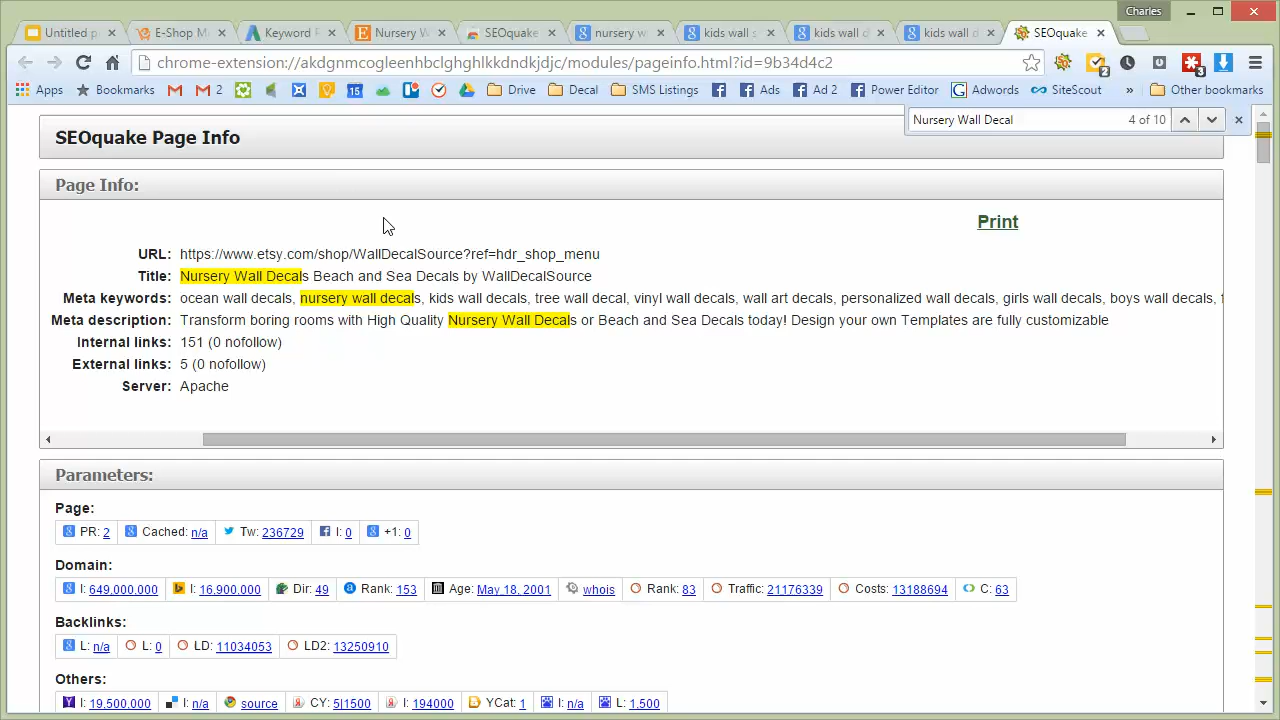 Charles
Untitled p
E-Shop M
Keyword
Nursery W
SEOquake
nursery w
kids wall s
kids wall d
kids wall d
SEOquake
chrome-extension://akdgnmcogleenhbclghghlkkdndkjdjc/modules/pageinfo.html?id=9b34d4c2
2
3
Apps Bookmarks 2 15 Drive Decal SMS Listings Ads Ad 2 Power Editor Adwords SiteScout » Other bookmarks
Nursery Wall Decal 4 of 10
SEOquake Page Info
Page Info:
Print
URL: https://www.etsy.com/shop/WallDecalSource?ref=hdr_shop_menu
Title: Nursery Wall Decals Beach and Sea Decals by WallDecalSource
Meta keywords: ocean wall decals, nursery wall decals, kids wall decals, tree wall decal, vinyl wall decals, wall art decals, personalized wall decals, girls wall decals, boys wall decals,
Meta description: Transform boring rooms with High Quality Nursery Wall Decals or Beach and Sea Decals today! Design your own Templates are fully customizable
Internal links: 151 (0 nofollow)
External links: 5 (0 nofollow)
Server: Apache
Parameters:
Page:
PR: 2 Cached: n/a Tw: 236729 l: 0 +1: 0
Domain:
I: 649,000,000 I: 16,900,000 Dir: 49 Rank: 153 Age: May, 18, 2001 whois Rank: 83 Traffic: 21176339 Costs: 13188694 C: 63
Backlinks:
L: n/a L: 0 LD: 11034053 LD2: 13250910
Others:
I: 19,500,000 I: n/a source CY: 5|1500 I: 194000 YCat: 1 I: n/a L: 1,500